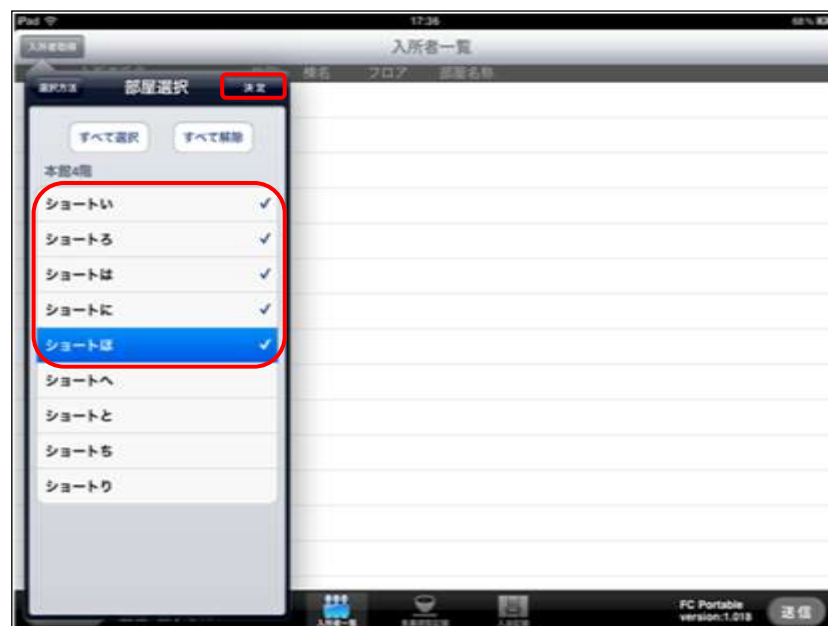 iPad 17:36 68%
入所者取得 入所者一覧
棟名 フロア 部屋名称
選択方法 部屋選択 決定
すべて選択 すべて解除
本館4階
ショートい
ショートろ
ショートは
ショートに
ショートほ
ショートへ
ショートと
ショートち
ショートり
入所者一覧
FC Portable
version:1.018
送信